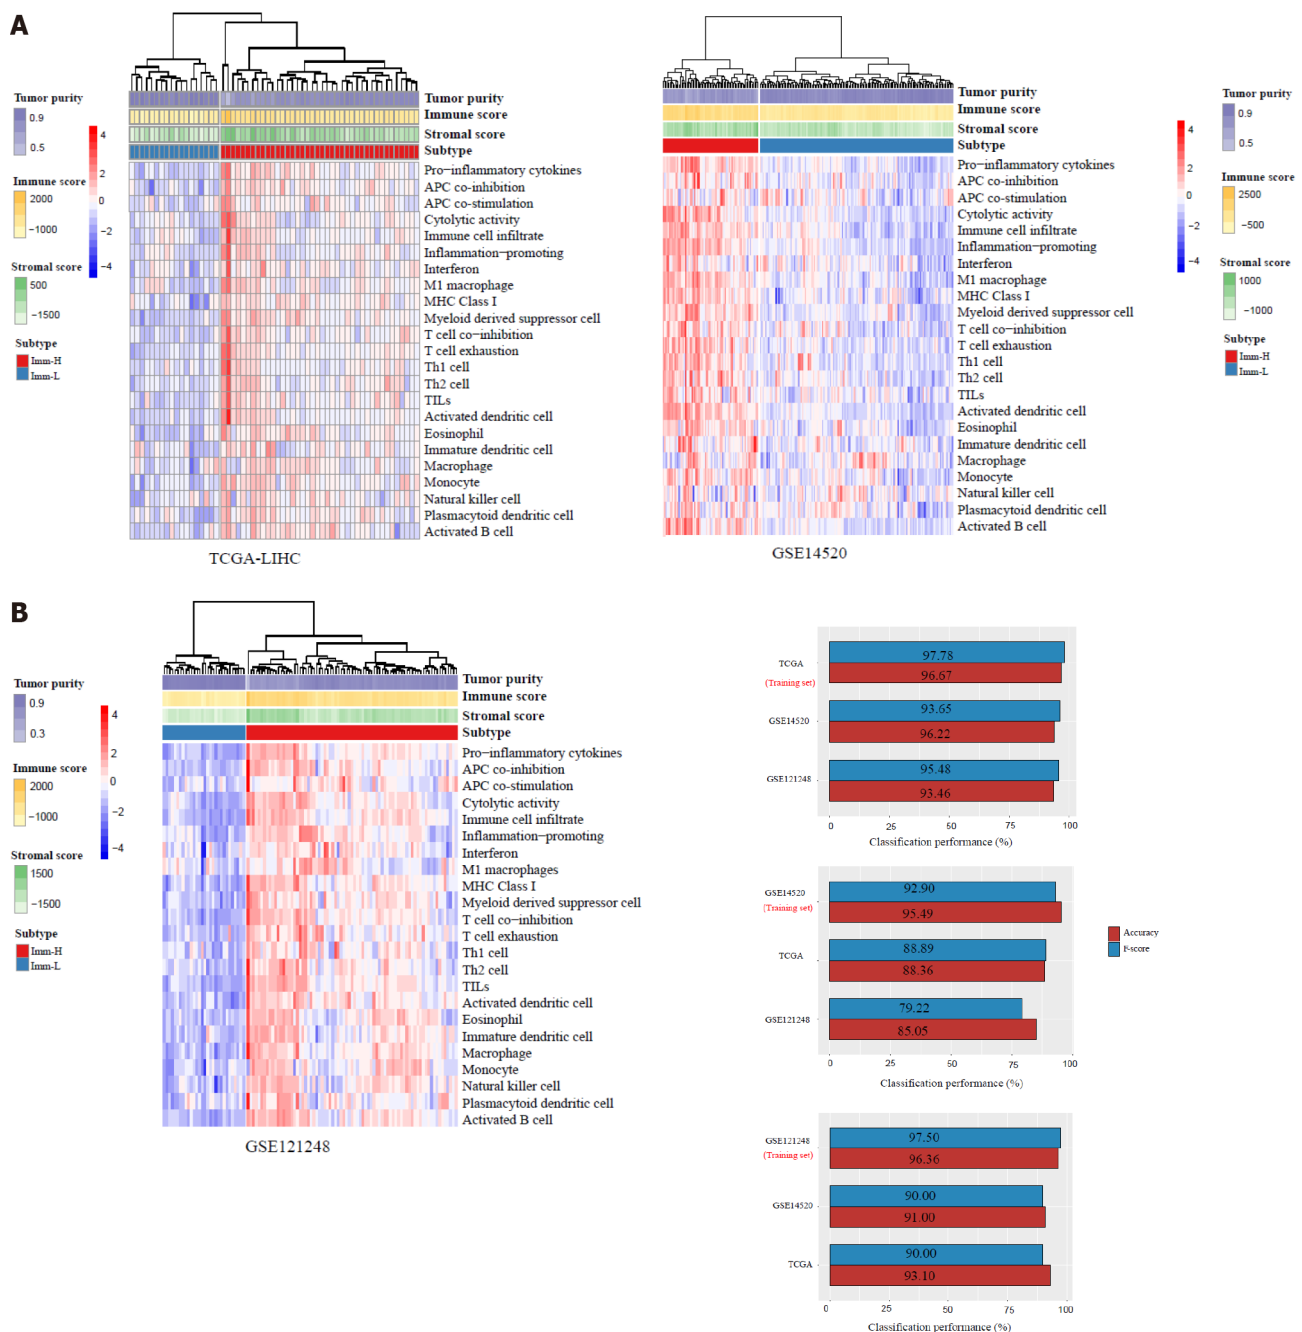 A
Tumor purity
0.9
0.5
Immune score
2000
−1000
Stromal score
500
−1500
Subtype
Imm-H
Imm-L
4
2
0
−2
−4
Tumor purity
Immune score
Stromal score
Subtype
Pro−inflammatory cytokines
APC co−inhibition
APC co−stimulation
Cytolytic activity
Immune cell infiltrate
Inflammation−promoting
Interferon
M1 macrophage
MHC Class I
Myeloid derived suppressor cell
T cell co−inhibition
T cell exhaustion
Th1 cell
Th2 cell
TILs
Activated dendritic cell
Eosinophil
Immature dendritic cell
Macrophage
Monocyte
Natural killer cell
Plasmacytoid dendritic cell
Activated B cell
TCGA-LIHC
Tumor purity
Immune score
Stromal score
Subtype
Pro−inflammatory cytokines
APC co−inhibition
APC co−stimulation
Cytolytic activity
Immune cell infiltrate
Inflammation−promoting
Interferon
M1 macrophage
MHC Class I
Myeloid derived suppressor cell
T cell co−inhibition
T cell exhaustion
Th1 cell
Th2 cell
TILs
Activated dendritic cell
Eosinophil
Immature dendritic cell
Macrophage
Monocyte
Natural killer cell
Plasmacytoid dendritic cell
Activated B cell
GSE14520
4
2
0
−2
−4
Tumor purity
0.9
0.5
Immune score
2500
−500
Stromal score
1000
−1000
Subtype
Imm-H
Imm-L
B
Tumor purity
0.9
0.3
Immune score
2000
−1000
Stromal score
1500
−1500
Subtype
Imm-H
Imm-L
4
2
0
−2
−4
Tumor purity
Immune score
Stromal score
Subtype
Pro−inflammatory cytokines
APC co−inhibition
APC co−stimulation
Cytolytic activity
Immune cell infiltrate
Inflammation−promoting
Interferon
M1 macrophages
MHC Class I
Myeloid derived suppressor cell
T cell co−inhibition
T cell exhaustion
Th1 cell
Th2 cell
TILs
Activated dendritic cell
Eosinophil
Immature dendritic cell
Macrophage
Monocyte
Natural killer cell
Plasmacytoid dendritic cell
Activated B cell
GSE121248
TCGA
(Training set)
97.78
96.67
GSE14520
93.65
96.22
GSE121248
95.48
93.46
0 25 50 75 100
Classification performance (%)
GSE14520
(Training set)
92.90
95.49
TCGA
88.89
88.36
GSE121248
79.22
85.05
0 25 50 75 100
Classification performance (%)
Accuracy
F-score
GSE121248
(Training set)
97.50
96.36
GSE14520
90.00
91.00
TCGA
90.00
93.10
0 25 50 75 100
Classification performance (%)